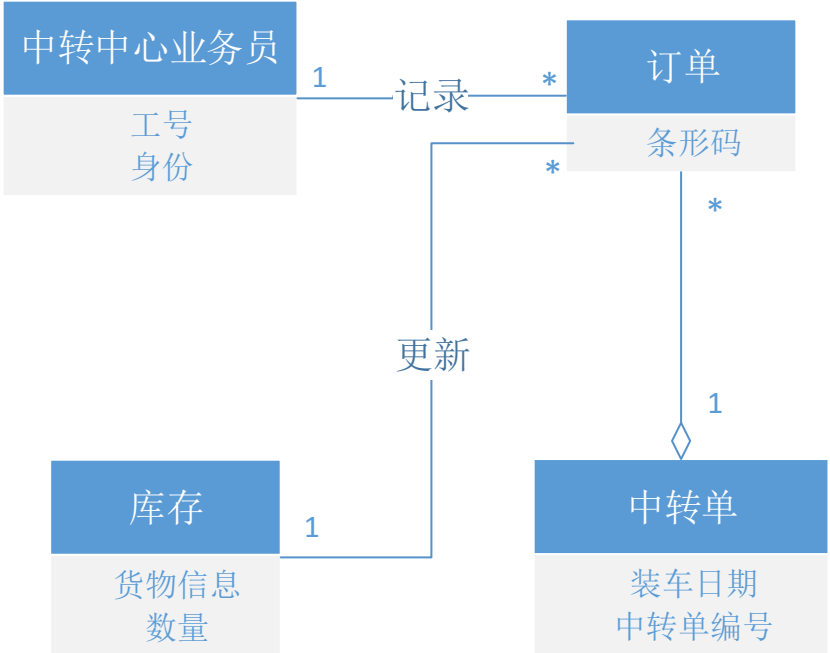 中转中心业务员
工号
身份
1
记录
*
订单
条形码
*
*
更新
1
库存
货物信息
数量
1
中转单
装车日期
中转单编号